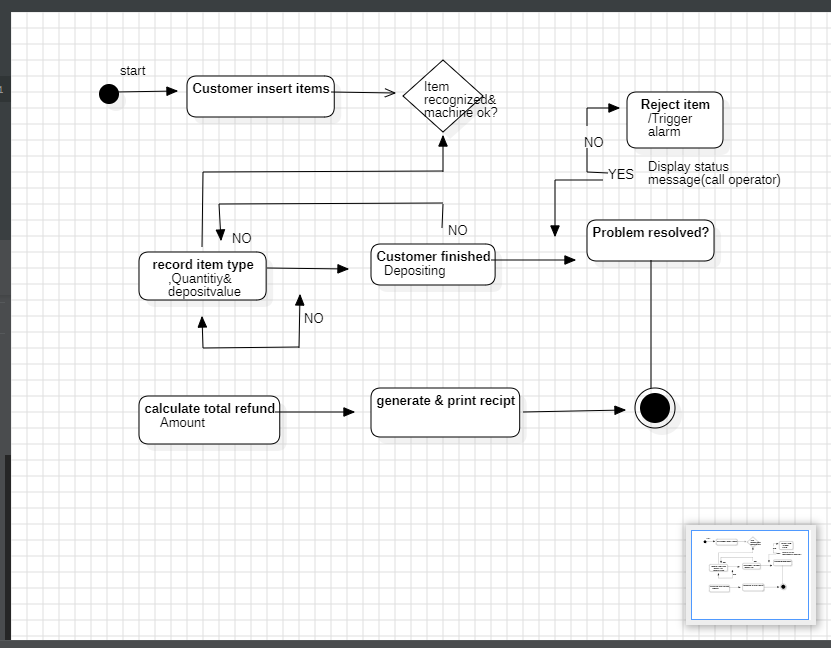 start
Customer insert items
Item
recognized&
machine ok?
Reject item
/Trigger
alarm
NO
YES
Display status
message(call operator)
NO
NO
Problem resolved?
record item type
,Quantitiy&
depositvalue
Customer finished
Depositing
NO
calculate total refund
Amount
generate & print recipt